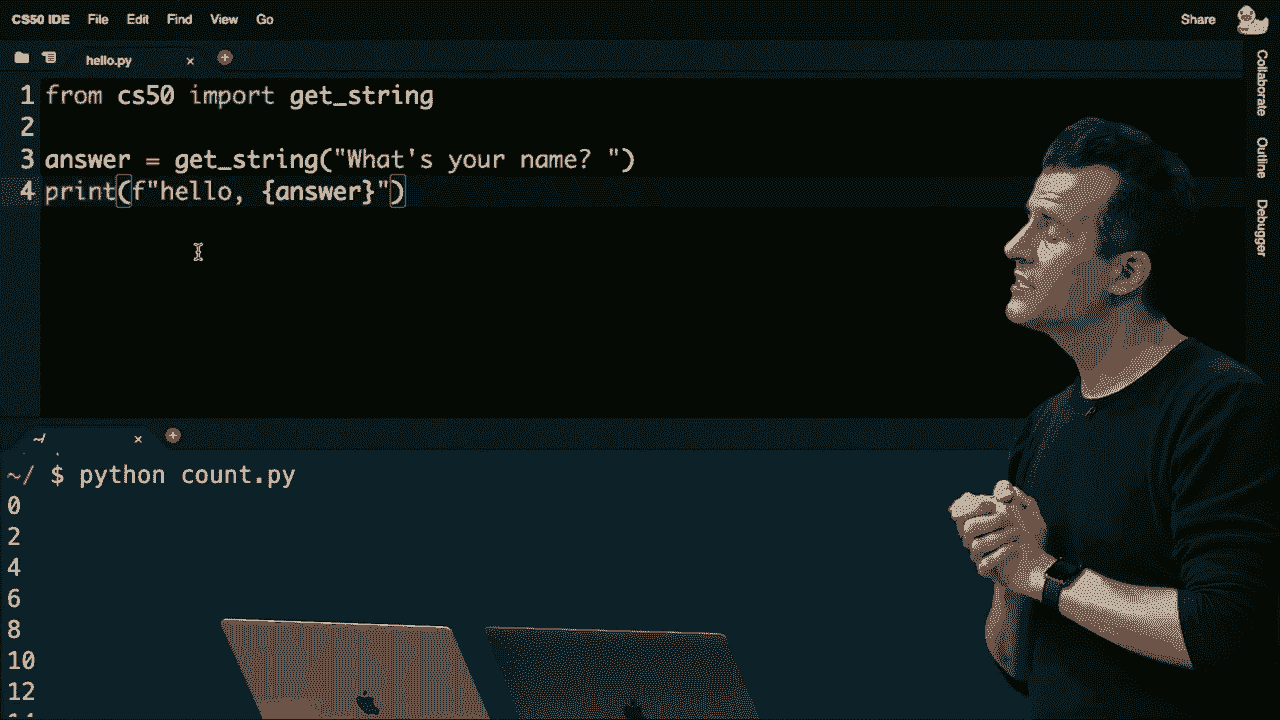 CS50 IDE File Edit Find View Go Share
hello.py
1 from cs50 import get_string
2
3 answer = get_string("What's your name? ")
4 print(f"hello, {answer}")
Collaborate
Outline
Debugger
~/
~/ $ python count.py
0
2
4
6
8
10
12